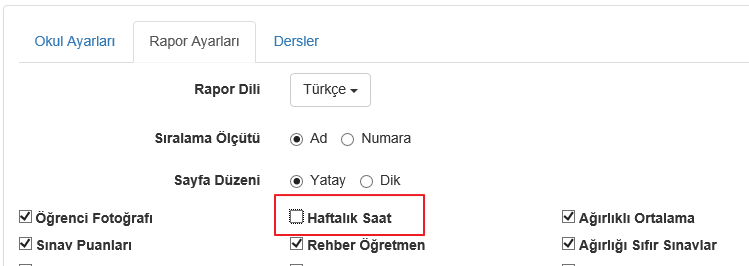 Okul Ayarları Rapor Ayarları Dersler
Rapor Dili Türkçe
Sıralama Ölçütü Ad Numara
Sayfa Düzeni Yatay Dik
Öğrenci Fotoğrafı Haftalık Saat Ağırlıklı Ortalama
Sınav Puanları Rehber Öğretmen Ağırlığı Sıfır Sınavlar